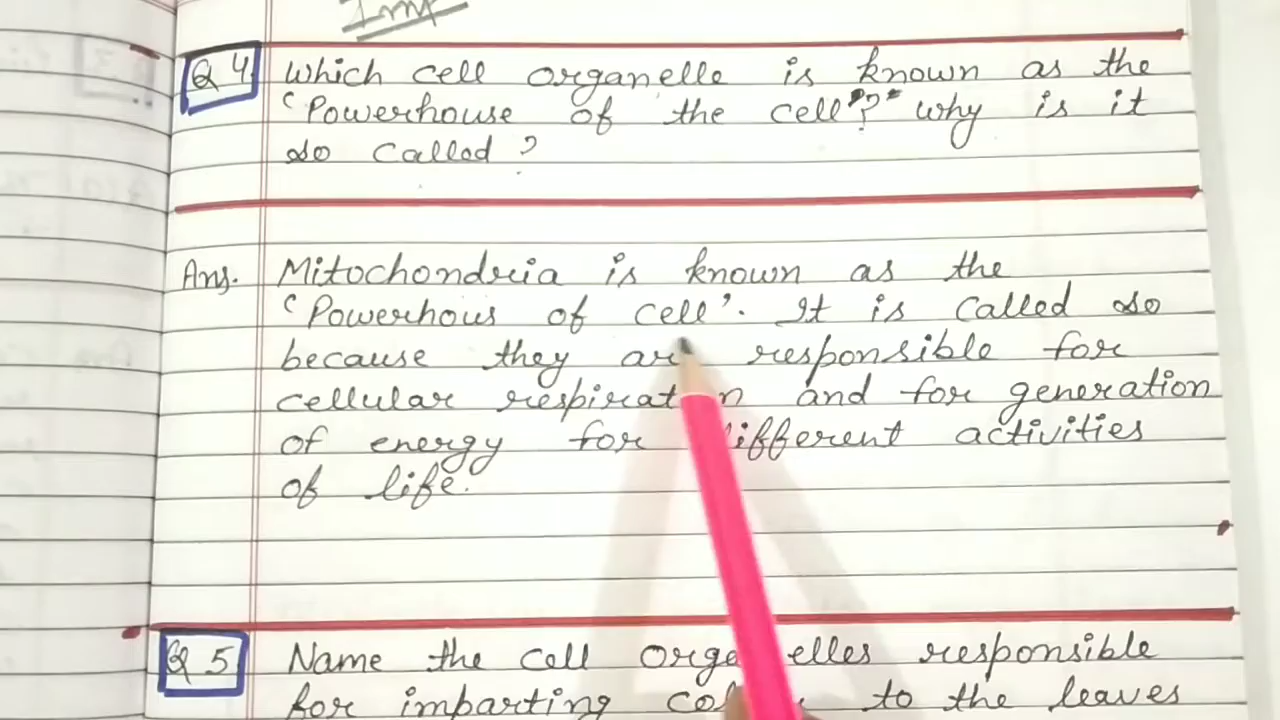 Imp
Q 4 Which cell organelle is known as the
'Powerhouse of the cell"?" why is it
so called?
Ans. Mitochondria is known as the
'Powerhous of cell'. It is called so
because they are responsible for
cellular respiration and for generation
of energy for different activities
of life.
Q 5 Name the cell organelles responsible
for imparting to the leaves